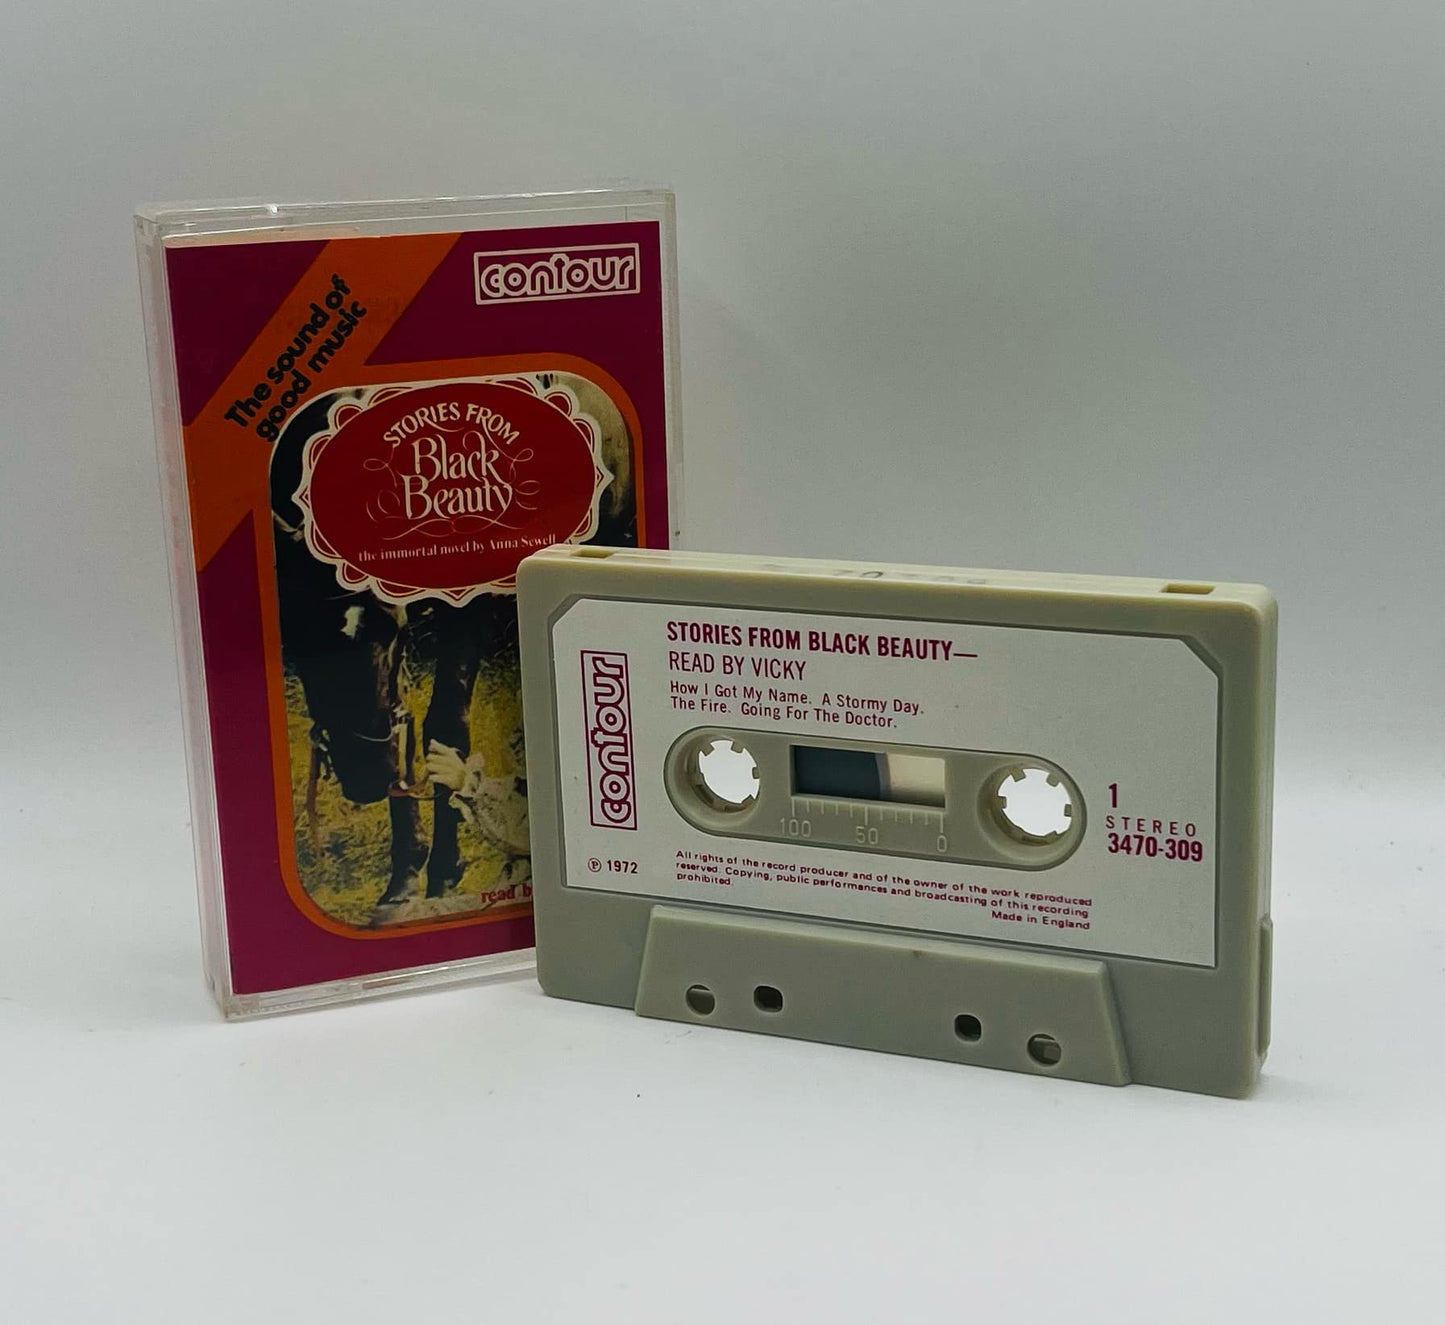 The sound of
good music
contour
STORIES FROM
Black
Beauty
the immortal novel by Anna Sewell
read
STORIES FROM BLACK BEAUTY—
READ BY VICKY
How I Got My Name. A Stormy Day.
The Fire. Going For The Doctor.
contour
100 50 0
1
STEREO
3470-309
℗ 1972
All rights of the record producer and of the owner of the work reproduced
reserved. Copying, public performances and broadcasting of this recording
prohibited.
Made in England